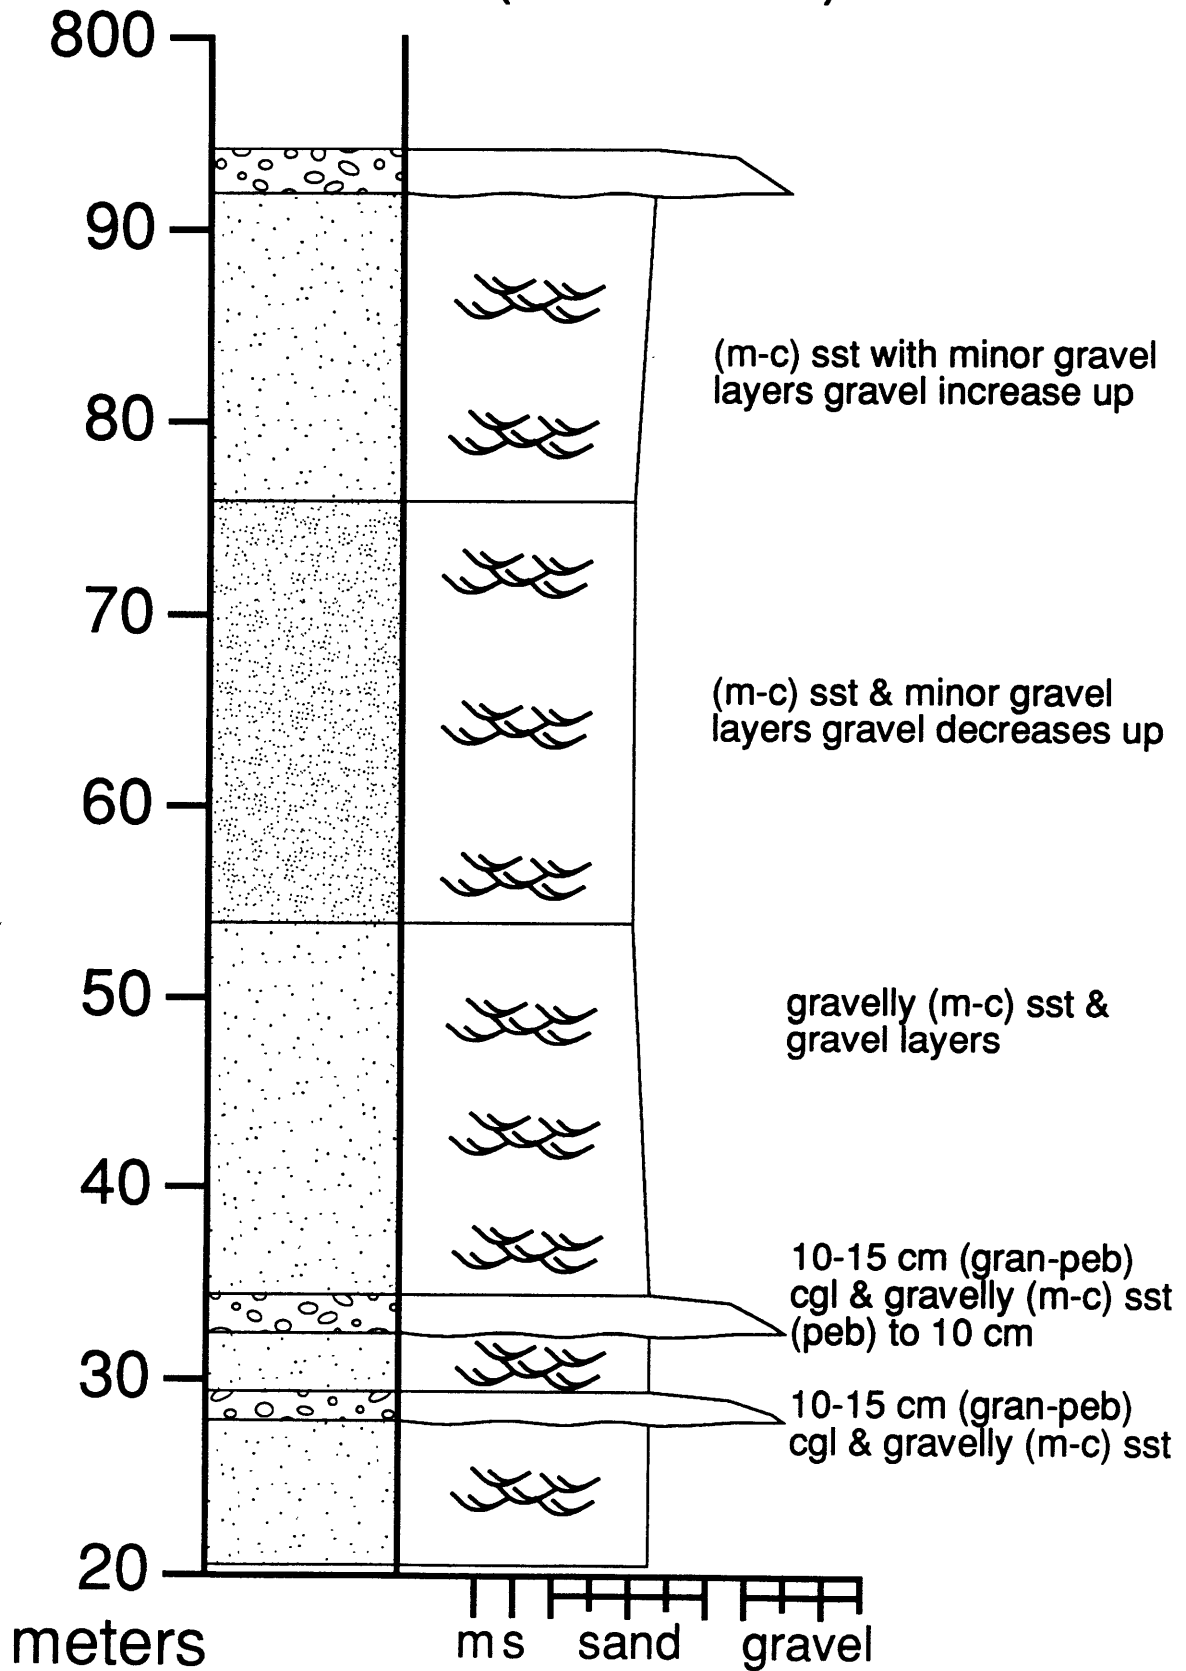 800
90
(m-c) sst with minor gravel
layers gravel increase up
80
70
(m-c) sst & minor gravel
layers gravel decreases up
60
50
gravelly (m-c) sst &
gravel layers
40
10-15 cm (gran-peb)
cgl & gravelly (m-c) sst
(peb) to 10 cm
30
10-15 cm (gran-peb)
cgl & gravelly (m-c) sst
20
meters
m s sand gravel